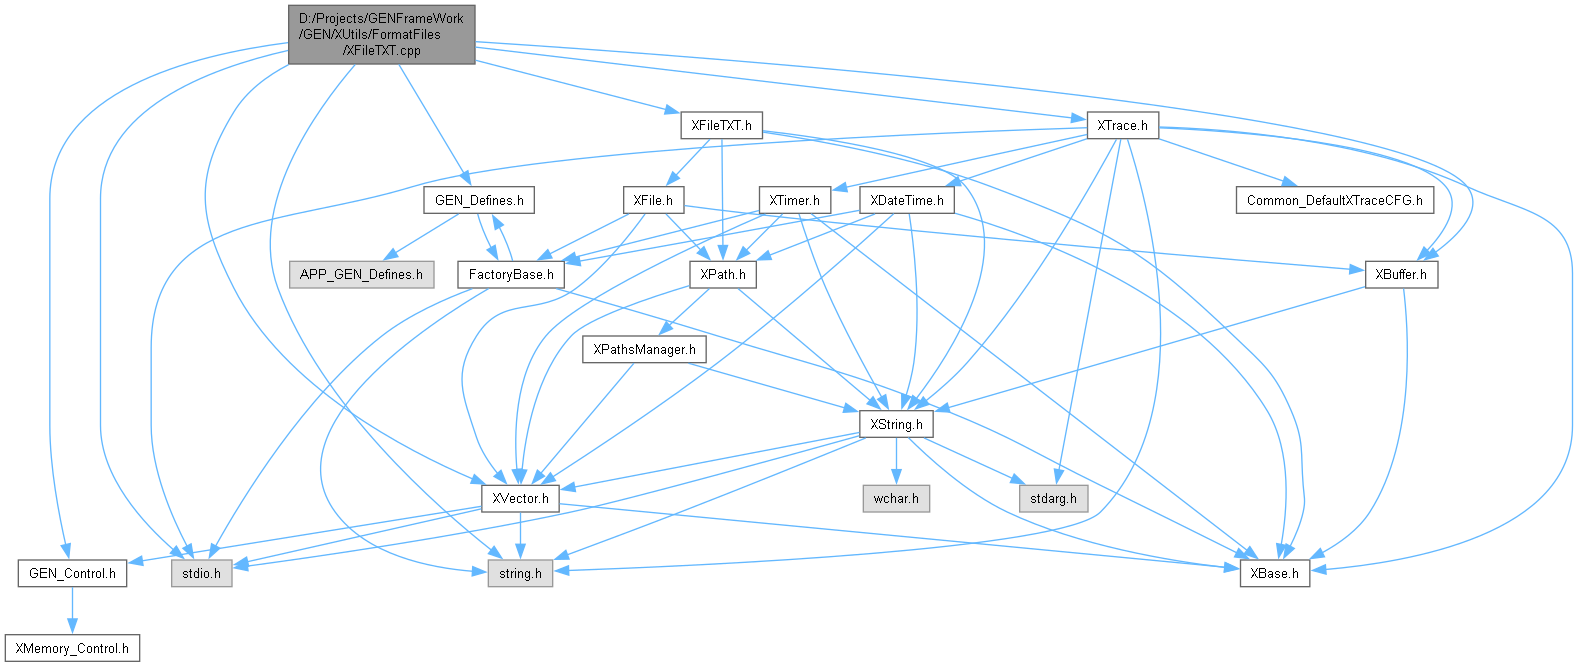 D:/Projects/GENFrameWork
/GEN/XUtils/FormatFiles
/XFileTXT.cpp
XFileTXT.h
XTrace.h
GEN_Defines.h
XFile.h
XTimer.h
XDateTime.h
Common_DefaultXTraceCFG.h
APP_GEN_Defines.h
FactoryBase.h
XPath.h
XBuffer.h
XPathsManager.h
XString.h
XVector.h
wchar.h
stdarg.h
GEN_Control.h
stdio.h
string.h
XBase.h
XMemory_Control.h